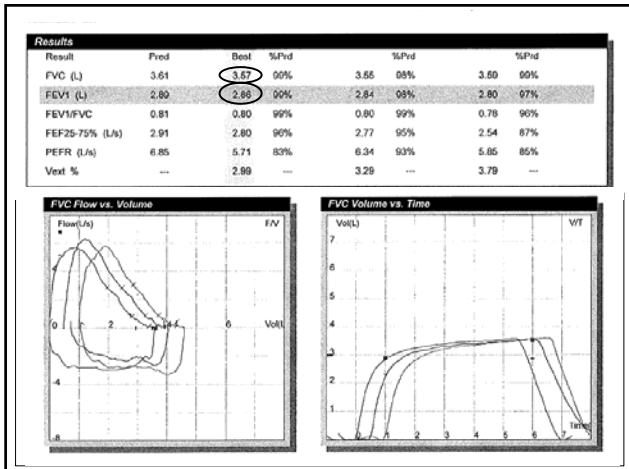 Results
Result Pred Best %Prd %Prd %Prd
FVC (L) 3.61 3.57 99% 3.55 98% 3.59 99%
FEV1 (L) 2.89 2.86 99% 2.84 98% 2.80 97%
FEV1/FVC 0.81 0.80 99% 0.80 99% 0.78 96%
FEF25-75% (L/s) 2.91 2.80 96% 2.77 95% 2.54 87%
PEFR (L/s) 6.85 5.71 83% 6.34 93% 5.85 85%
Vext % --- 2.99 --- 3.29 --- 3.79 ---
FVC Flow vs. Volume
Flow(L/s) F/V
0 2 6 Vol(L
-4
-8
FVC Volume vs. Time
Vol(L) V/T
7
6
5
4
3
2
1
Time
0 1 2 3 4 5 6 7